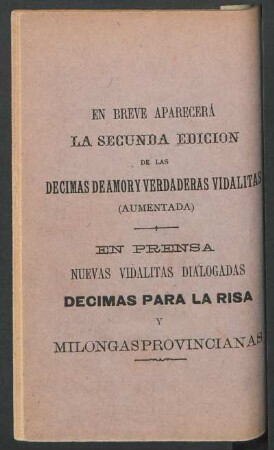 EN BREVE APARECERÁ
LA SEGUNDA EDICION
DE LAS
DECIMAS DE AMOR Y VERDADERAS VIDALITAS
(AUMENTADA)
EN PRENSA
NUEVAS VIDALITAS DIALOGADAS
DECIMAS PARA LA RISA
Y
MILONGAS PROVINCIANAS